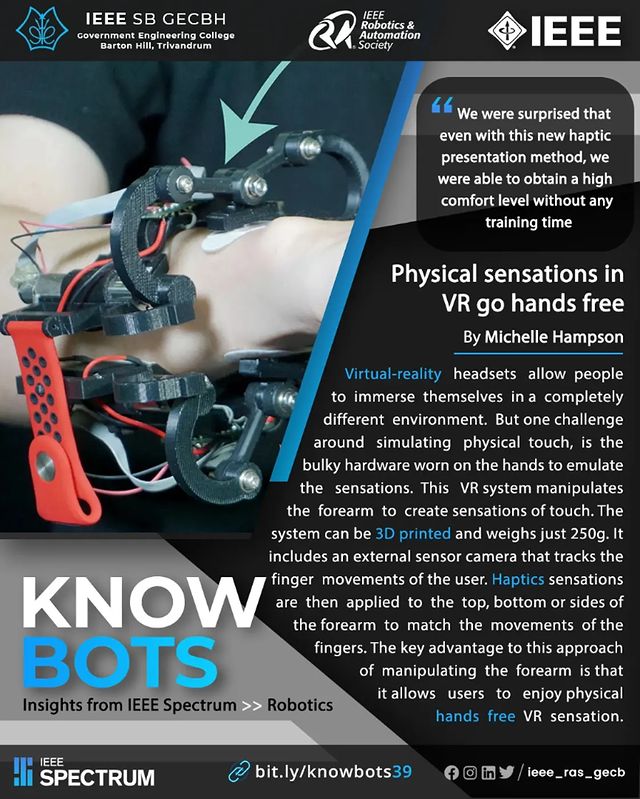 IEEE SB GECBH
Government Engineering College
Barton Hill, Trivandrum
IEEE
Robotics &
Automation
Society
IEEE
“ We were surprised that
even with this new haptic
presentation method, we
were able to obtain a high
comfort level without any
training time
Physical sensations in
VR go hands free
By Michelle Hampson
Virtual-reality headsets allow people
to immerse themselves in a completely
different environment. But one challenge
around simulating physical touch, is the
bulky hardware worn on the hands to emulate
the sensations. This VR system manipulates
the forearm to create sensations of touch. The
system can be 3D printed and weighs just 250g. It
includes an external sensor camera that tracks the
finger movements of the user. Haptics sensations
are then applied to the top, bottom or sides of
the forearm to match the movements of the
fingers. The key advantage to this approach
of manipulating the forearm is that
it allows users to enjoy physical
hands free VR sensation.
KNOW
BOTS
Insights from IEEE Spectrum >> Robotics
IEEE
SPECTRUM
bit.ly/knowbots39
/ieee_ras_gecb